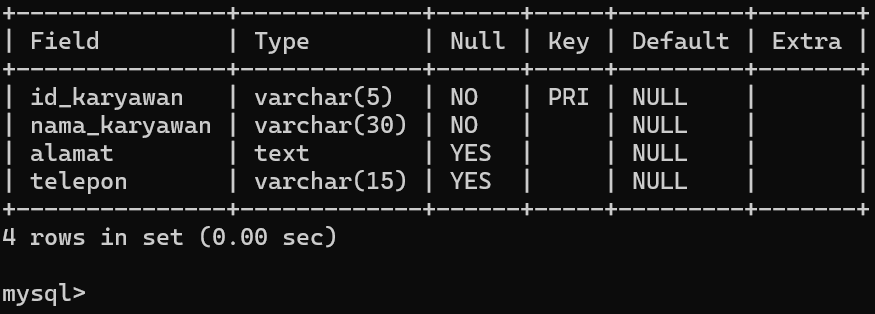 +---------------+-------------+------+-----+---------+-------+
| Field         | Type        | Null | Key | Default | Extra |
+---------------+-------------+------+-----+---------+-------+
| id_karyawan   | varchar(5)  | NO   | PRI | NULL    |       |
| nama_karyawan | varchar(30) | NO   |     | NULL    |       |
| alamat        | text        | YES  |     | NULL    |       |
| telepon       | varchar(15) | YES  |     | NULL    |       |
+---------------+-------------+------+-----+---------+-------+
4 rows in set (0.00 sec)
mysql>